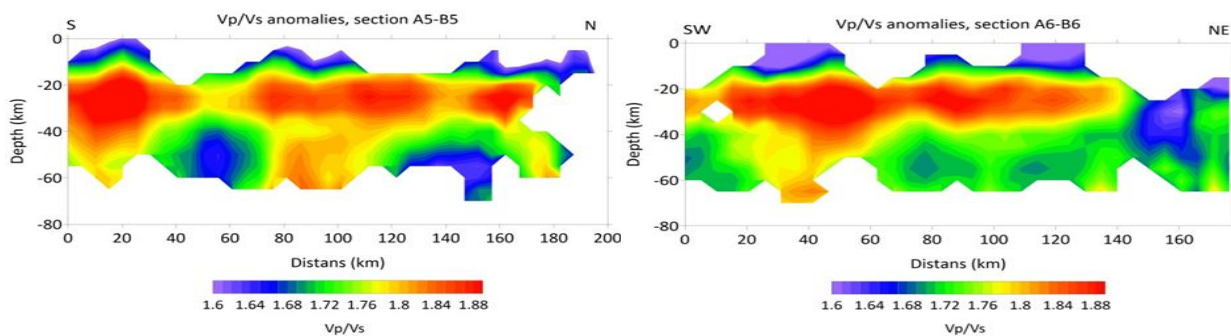 Vp/Vs anomalies, section A5-B5
S N
0
-20
-40
-60
-80
Depth (km)
0 20 40 60 80 100 120 140 160 180 200
Distans (km)
1.6 1.64 1.68 1.72 1.76 1.8 1.84 1.88
Vp/Vs
Vp/Vs anomalies, section A6-B6
SW NE
0
-20
-40
-60
-80
Depth (km)
0 20 40 60 80 100 120 140 160
Distans (km)
1.6 1.64 1.68 1.72 1.76 1.8 1.84 1.88
Vp/Vs